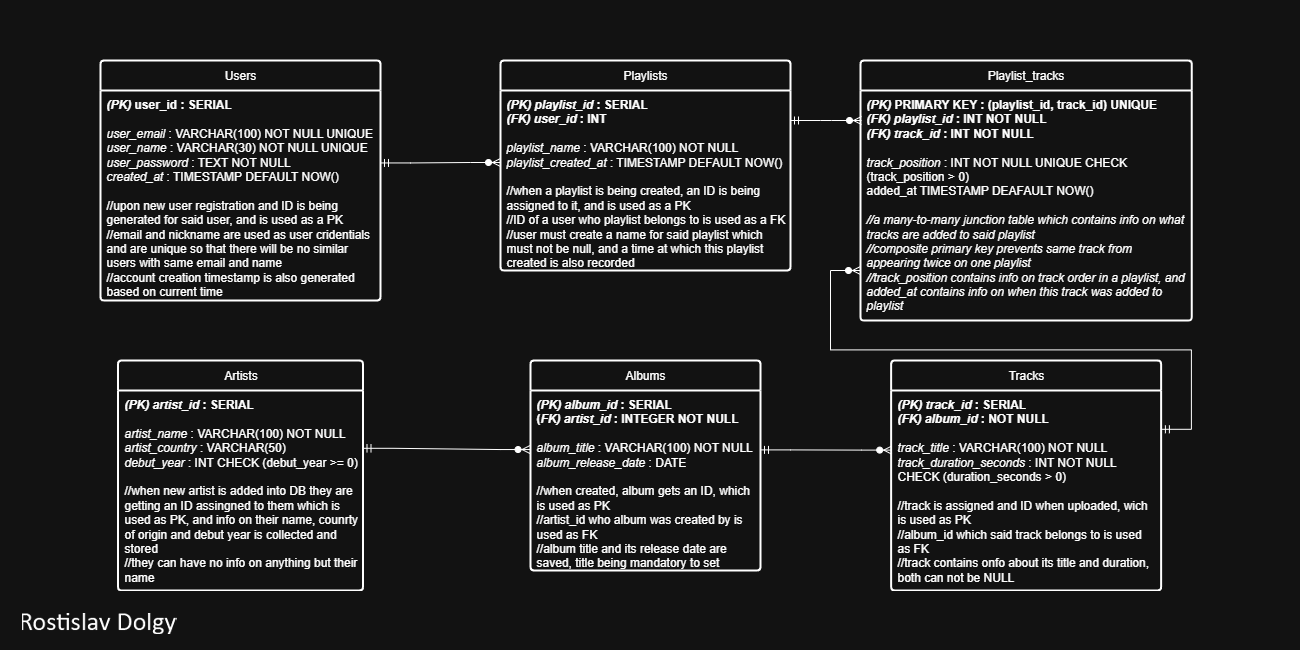 Users
(PK) user_id : SERIAL
user_email : VARCHAR(100) NOT NULL UNIQUE
user_name : VARCHAR(30) NOT NULL UNIQUE
user_password : TEXT NOT NULL
created_at : TIMESTAMP DEFAULT NOW()
//upon new user registration and ID is being
generated for said user, and is used as a PK
//email and nickname are used as user cridentials
and are unique so that there will be no similar
users with same email and name
//account creation timestamp is also generated
based on current time
Playlists
(PK) playlist_id : SERIAL
(FK) user_id : INT
playlist_name : VARCHAR(100) NOT NULL
playlist_created_at : TIMESTAMP DEFAULT NOW()
//when a playlist is being created, an ID is being
assigned to it, and is used as a PK
//ID of a user who playlist belongs to is used as a FK
//user must create a name for said playlist which
must not be null, and a time at which this playlist
created is also recorded
Playlist_tracks
(PK) PRIMARY KEY : (playlist_id, track_id) UNIQUE
(FK) playlist_id : INT NOT NULL
(FK) track_id : INT NOT NULL
track_position : INT NOT NULL UNIQUE CHECK
(track_position > 0)
added_at TIMESTAMP DEAFAULT NOW()
//a many-to-many junction table which contains info on what
tracks are added to said playlist
//composite primary key prevents same track from
appearing twice on one playlist
//track_position contains info on track order in a playlist, and
added_at contains info on when this track was added to
playlist
Artists
(PK) artist_id : SERIAL
artist_name : VARCHAR(100) NOT NULL
artist_country : VARCHAR(50)
debut_year : INT CHECK (debut_year >= 0)
//when new artist is added into DB they are
getting an ID assingned to them which is
used as PK, and info on their name, counrty
of origin and debut year is collected and
stored
//they can have no info on anything but their
name
Albums
(PK) album_id : SERIAL
(FK) artist_id : INTEGER NOT NULL
album_title : VARCHAR(100) NOT NULL
album_release_date : DATE
//when created, album gets an ID, which
is used as PK
//artist_id who album was created by is
used as FK
//album title and its release date are
saved, title being mandatory to set
Tracks
(PK) track_id : SERIAL
(FK) album_id : NOT NULL
track_title : VARCHAR(100) NOT NULL
track_duration_seconds : INT NOT NULL
CHECK (duration_seconds > 0)
//track is assigned and ID when uploaded, wich
is used as PK
//album_id which said track belongs to is used
as FK
//track contains onfo about its title and duration,
both can not be NULL
Rostislav Dolgy